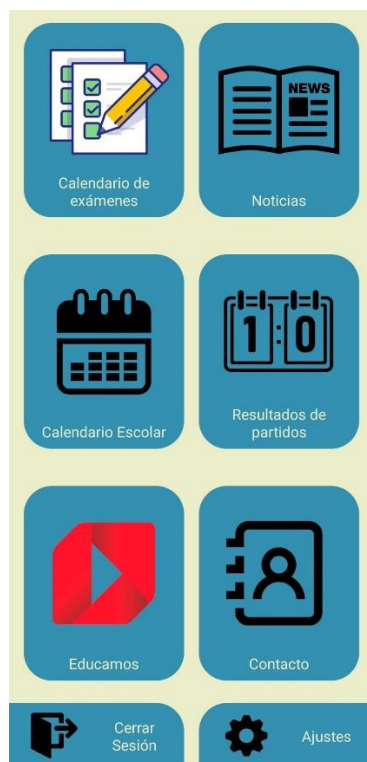 NEWS
Calendario de
exámenes
Noticias
1:0
Calendario Escolar
Resultados de
partidos
Educamos
Contacto
Cerrar
Sesión
Ajustes